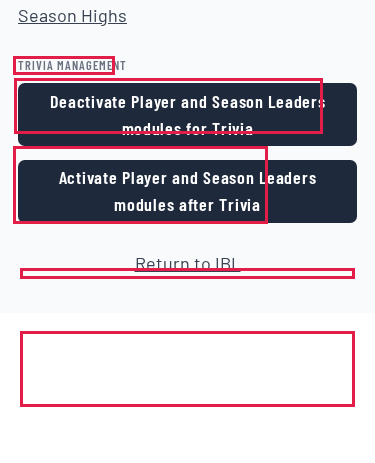 Season Highs
TRIVIA MANAGEMENT
Deactivate Player and Season Leaders
modules for Trivia
Activate Player and Season Leaders
modules after Trivia
Return to IBL